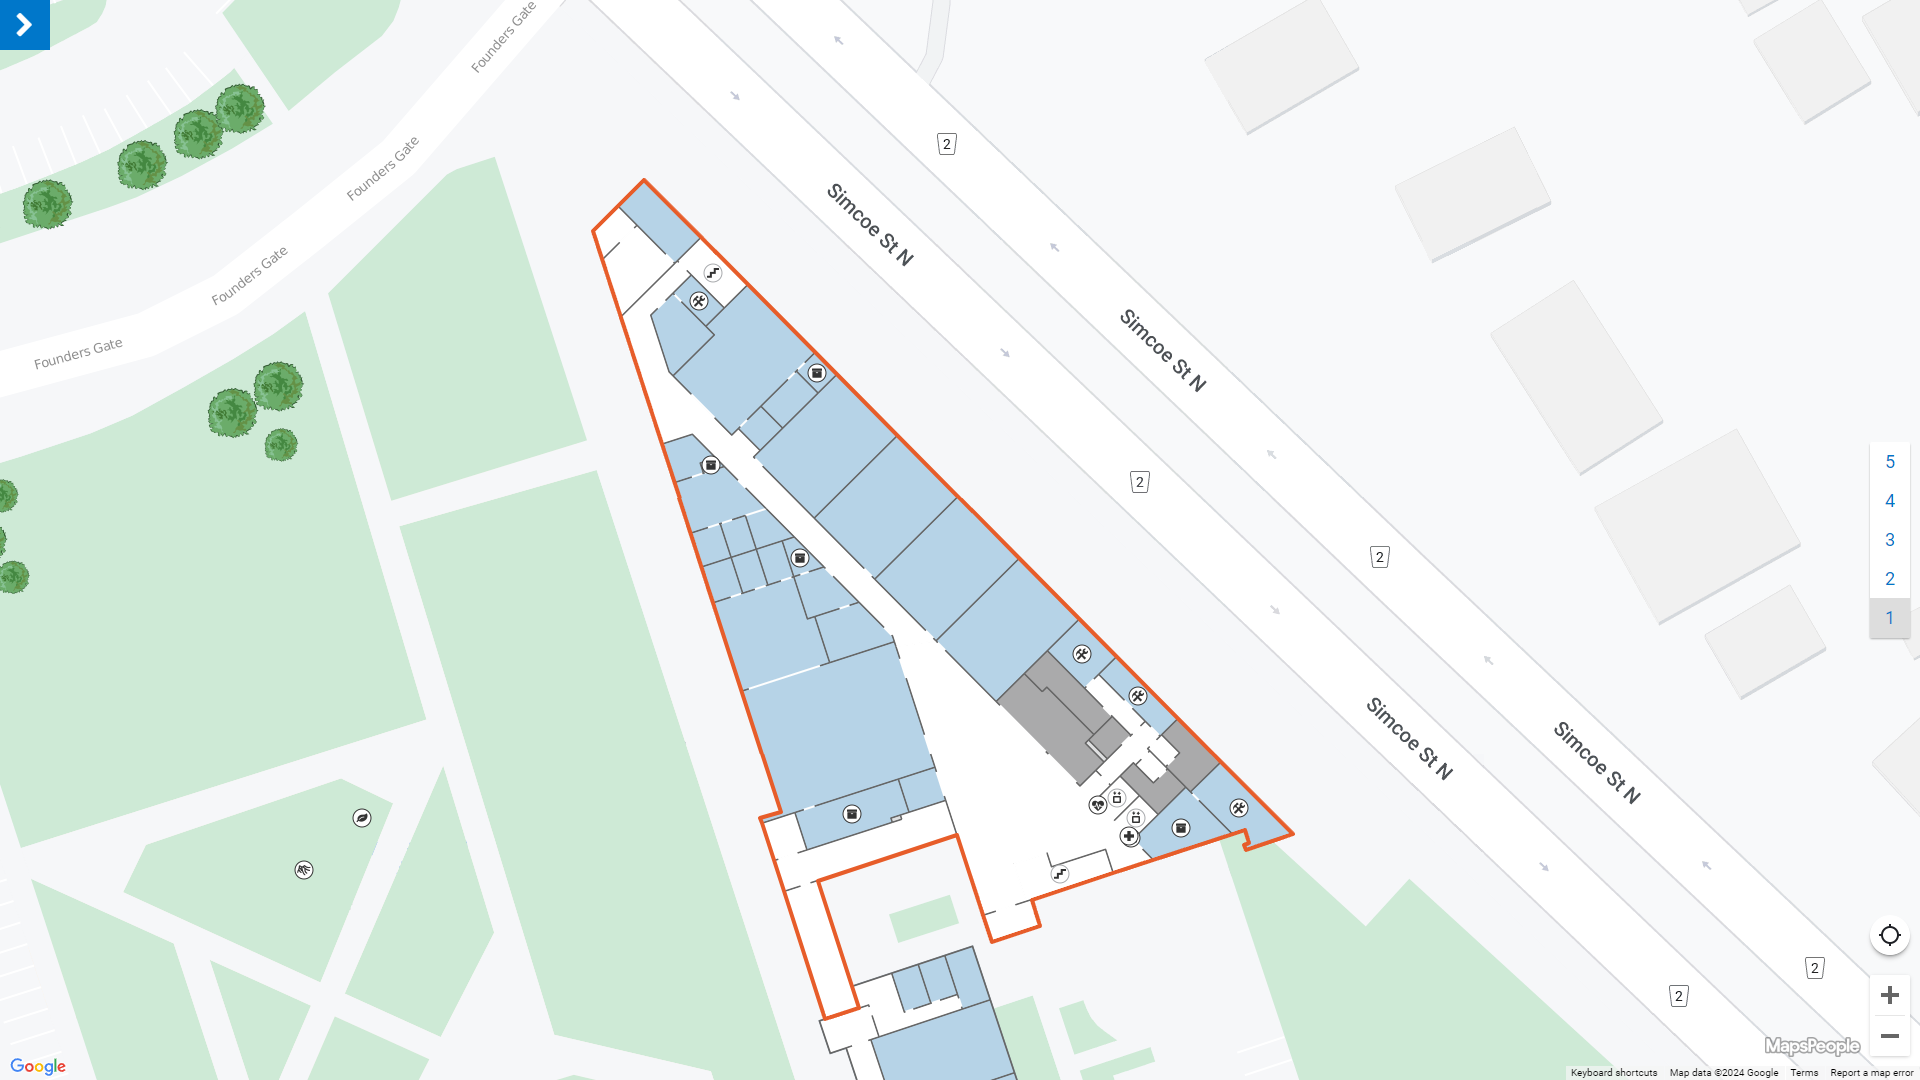 Founders Gate
Founders Gate
Founders Gate
Founders Gate
2
Simcoe St N
Simcoe St N
2
2
5
4
3
2
1
Simcoe St N
Simcoe St N
2
2
MapsPeople
Google
Keyboard shortcuts
Map data ©2024 Google
Terms
Report a map error